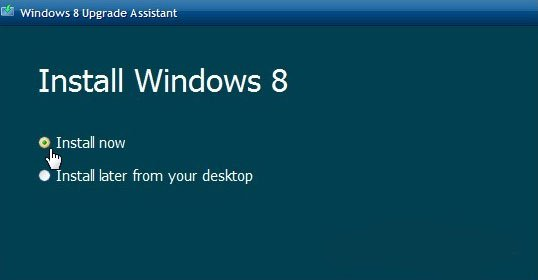 Windows 8 Upgrade Assistant
Install Windows 8
Install now
Install later from your desktop